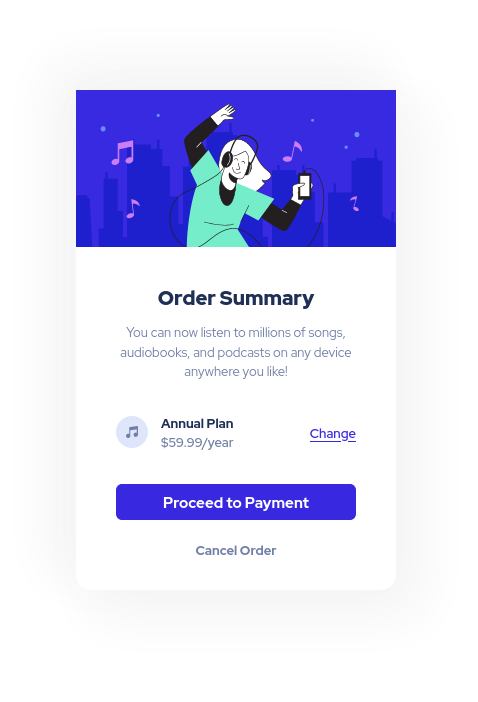 Order Summary
You can now listen to millions of songs,
audiobooks, and podcasts on any device
anywhere you like!
Annual Plan
$59.99/year
Change
Proceed to Payment
Cancel Order